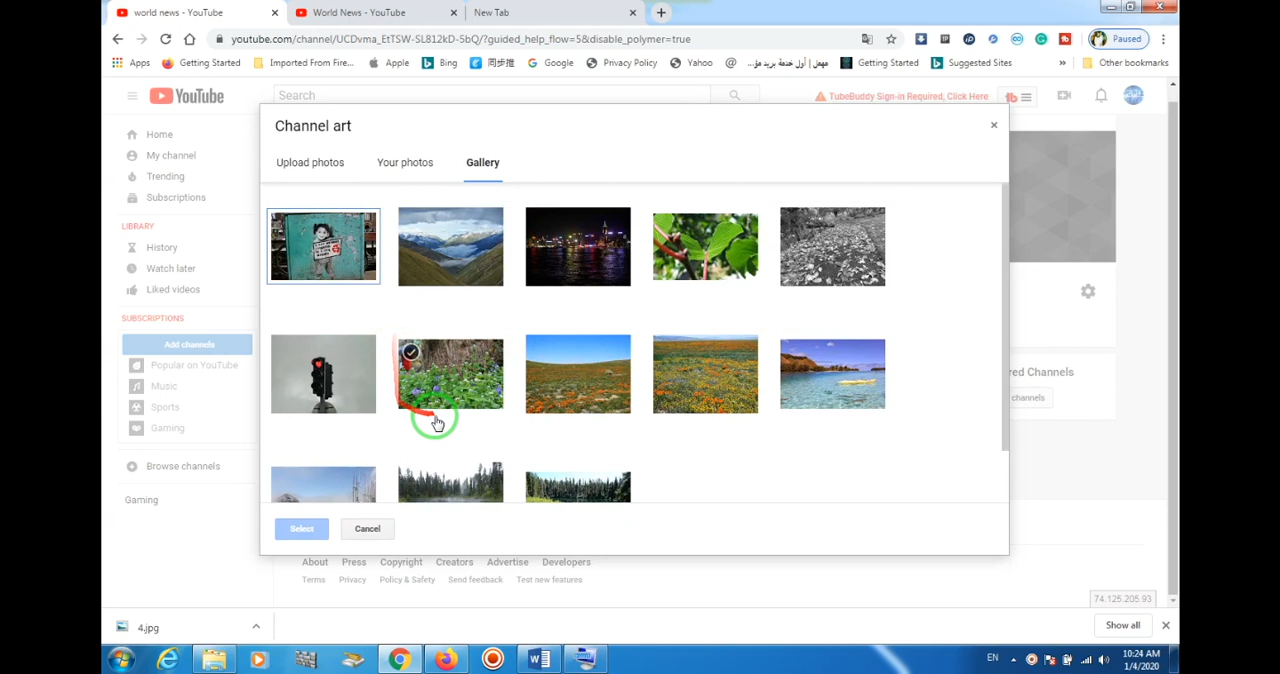 world news - YouTube
World News - YouTube
New Tab
youtube.com/channel/UCDvma_EtTSW-SL812kD-5bQ/?guided_help_flow=5&disable_polymer=true
Paused
Apps
Getting Started
Imported From Fire...
Apple
Bing
同步推
Google
Privacy Policy
Yahoo
Getting Started
Suggested Sites
»
Other bookmarks
YouTube
Search
TubeBuddy Sign-in Required, Click Here
Home
My channel
Trending
Subscriptions
LIBRARY
History
Watch later
Liked videos
SUBSCRIPTIONS
Add channels
Popular on YouTube
Music
Sports
Gaming
Browse channels
Gaming
Channel art
Upload photos
Your photos
Gallery
Select
Cancel
red Channels
channels
About Press Copyright Creators Advertise Developers
Terms Privacy Policy & Safety Send feedback Test new features
74.125.205.93
4.jpg
Show all
EN
10:24 AM
1/4/2020